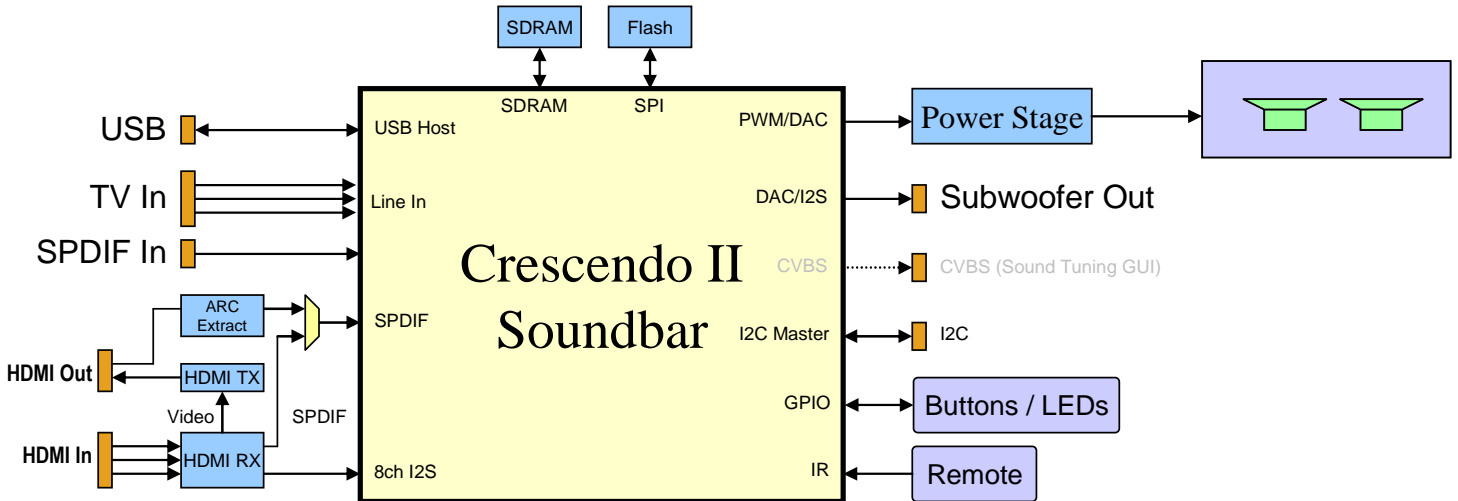 SDRAM
Flash
SDRAM
SPI
USB
USB Host
PWM/DAC
Power Stage
TV In
Line In
DAC/I2S
Subwoofer Out
SPDIF In
Crescendo II
Soundbar
CVBS
CVBS (Sound Tuning GUI)
ARC
Extract
SPDIF
I2C Master
I2C
HDMI Out
HDMI TX
Video
SPDIF
GPIO
Buttons / LEDs
HDMI In
HDMI RX
8ch I2S
IR
Remote